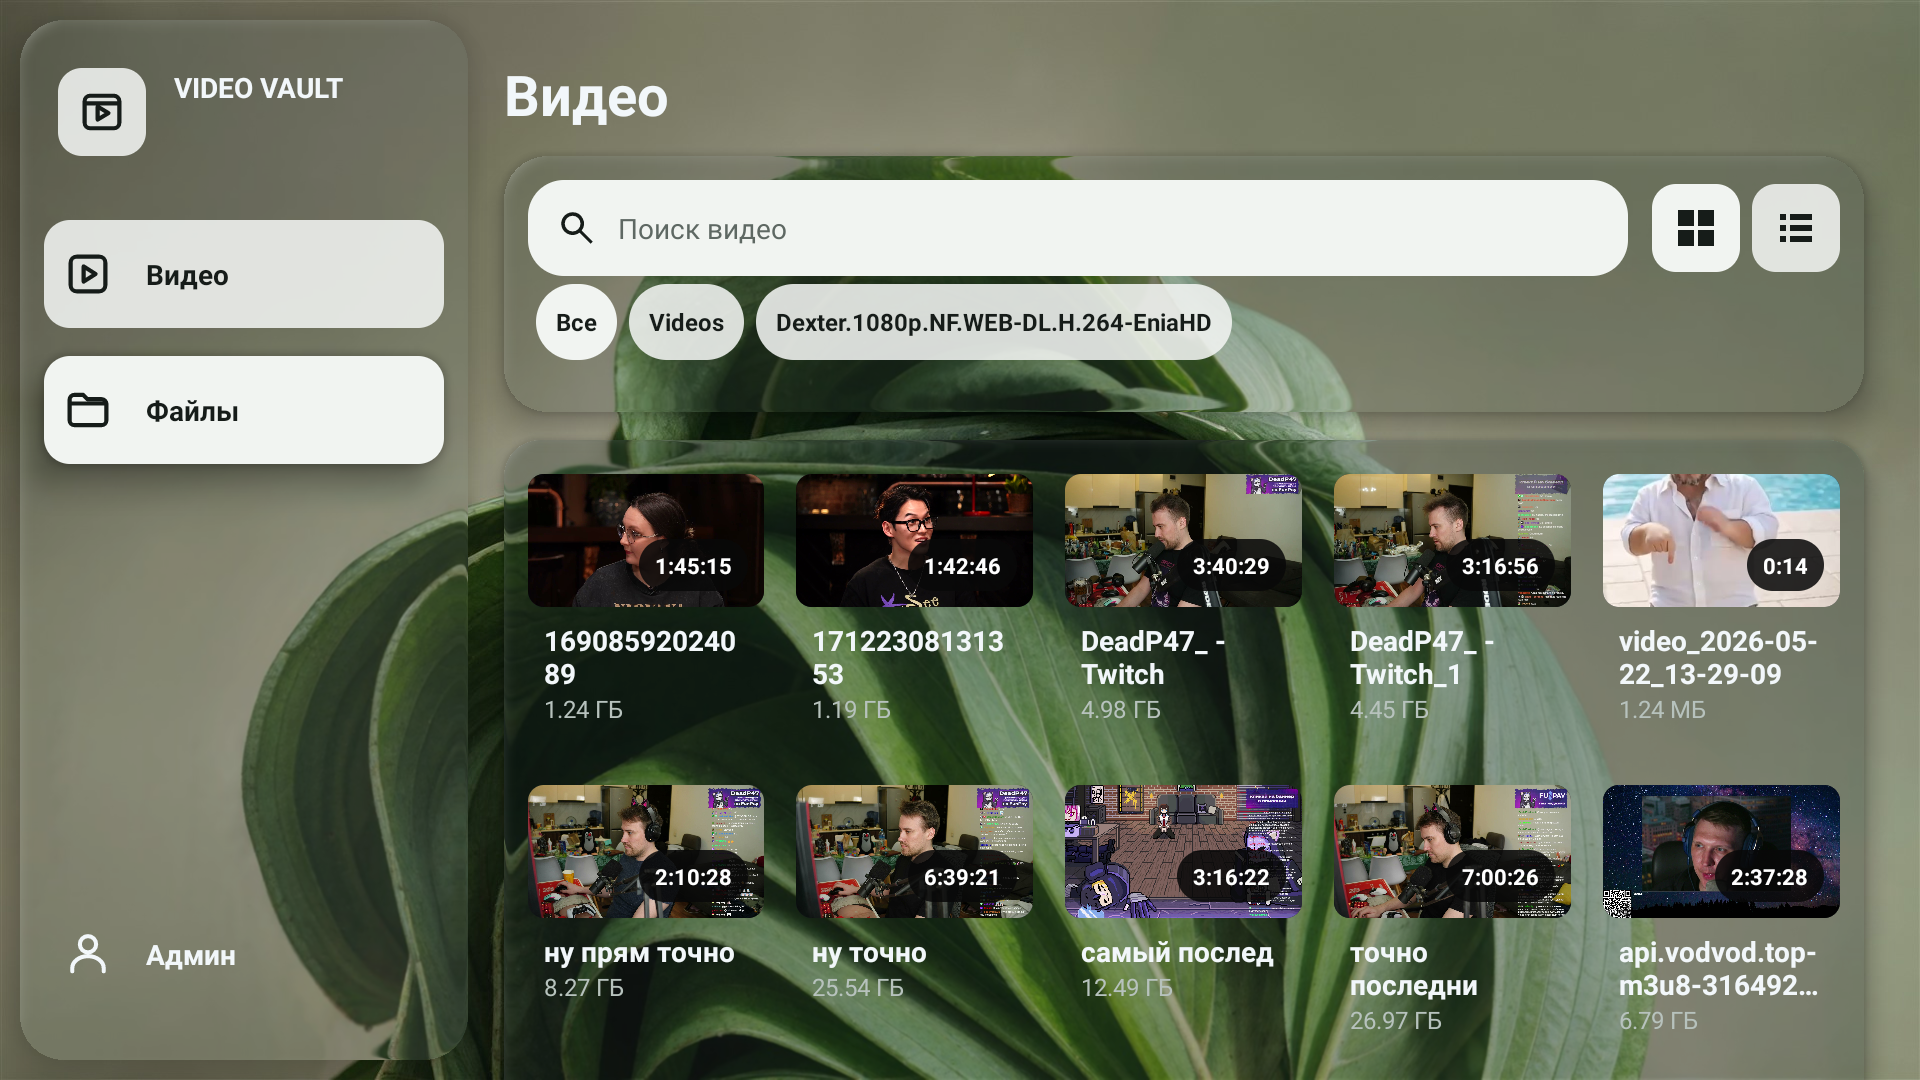 VIDEO VAULT
Видео
Файлы
Админ
Видео
Поиск видео
Все
Videos
Dexter.1080p.NF.WEB-DL.H.264-EniaHD
1:45:15
1:42:46
3:40:29
3:16:56
0:14
169085920240
89
1.24 ГБ
171223081313
53
1.19 ГБ
DeadP47_ -
Twitch
4.98 ГБ
DeadP47_ -
Twitch_1
4.45 ГБ
video_2026-05-
22_13-29-09
1.24 МБ
2:10:28
6:39:21
3:16:22
7:00:26
2:37:28
ну прям точно
8.27 ГБ
ну точно
25.54 ГБ
самый послед
12.49 ГБ
точно
последни
26.97 ГБ
api.vodvod.top-
m3u8-316492...
6.79 ГБ